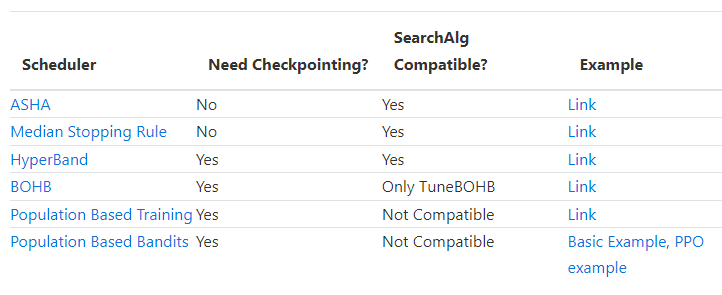 Scheduler Need Checkpointing? SearchAlg Compatible? Example
ASHA No Yes Link
Median Stopping Rule No Yes Link
HyperBand Yes Yes Link
BOHB Yes Only TuneBOHB Link
Population Based Training Yes Not Compatible Link
Population Based Bandits Yes Not Compatible Basic Example, PPO
example